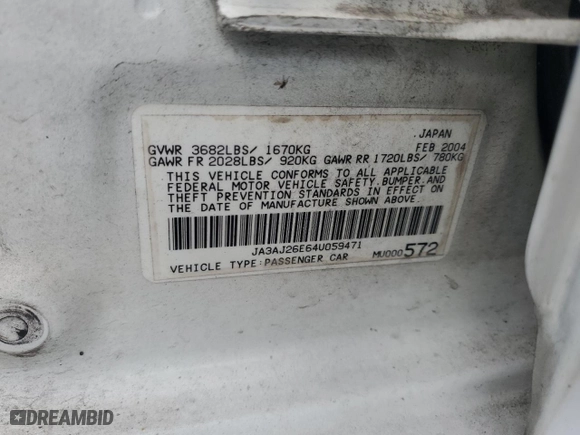 JAPAN
GVWR 3682LBS/ 1670KG FEB 2004
GAWR FR 2028LBS/ 920KG GAWR RR 1720LBS/ 780KG
THIS VEHICLE CONFORMS TO ALL APPLICABLE
FEDERAL MOTOR VEHICLE SAFETY,BUMPER,AND
THEFT PREVENTION STANDARDS IN EFFECT ON
THE DATE OF MANUFACTURE SHOWN ABOVE.
JA3AJ26E64U059471
VEHICLE TYPE:PASSENGER CAR MU000572
DREAMBID